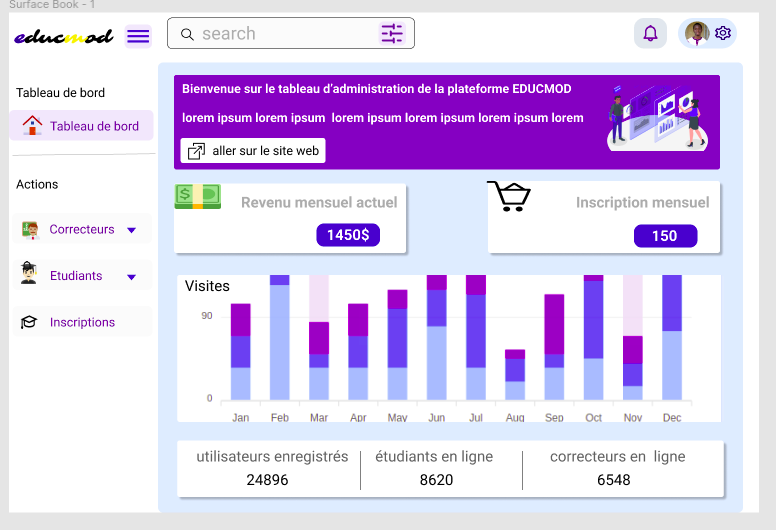 Surface Book - 1
educmod
search
Tableau de bord
Tableau de bord
Actions
Correcteurs
Etudiants
Inscriptions
Bienvenue sur le tableau d'administration de la plateforme EDUCMOD
lorem ipsum lorem ipsum lorem ipsum lorem ipsum lorem ipsum lorem
aller sur le site web
Revenu mensuel actuel
1450$
Inscription mensuel
150
Visites
90
0
Jan Feb Mar Apr May Jun Jul Aug Sep Oct Nov Dec
utilisateurs enregistrés
24896
étudiants en ligne
8620
correcteurs en ligne
6548